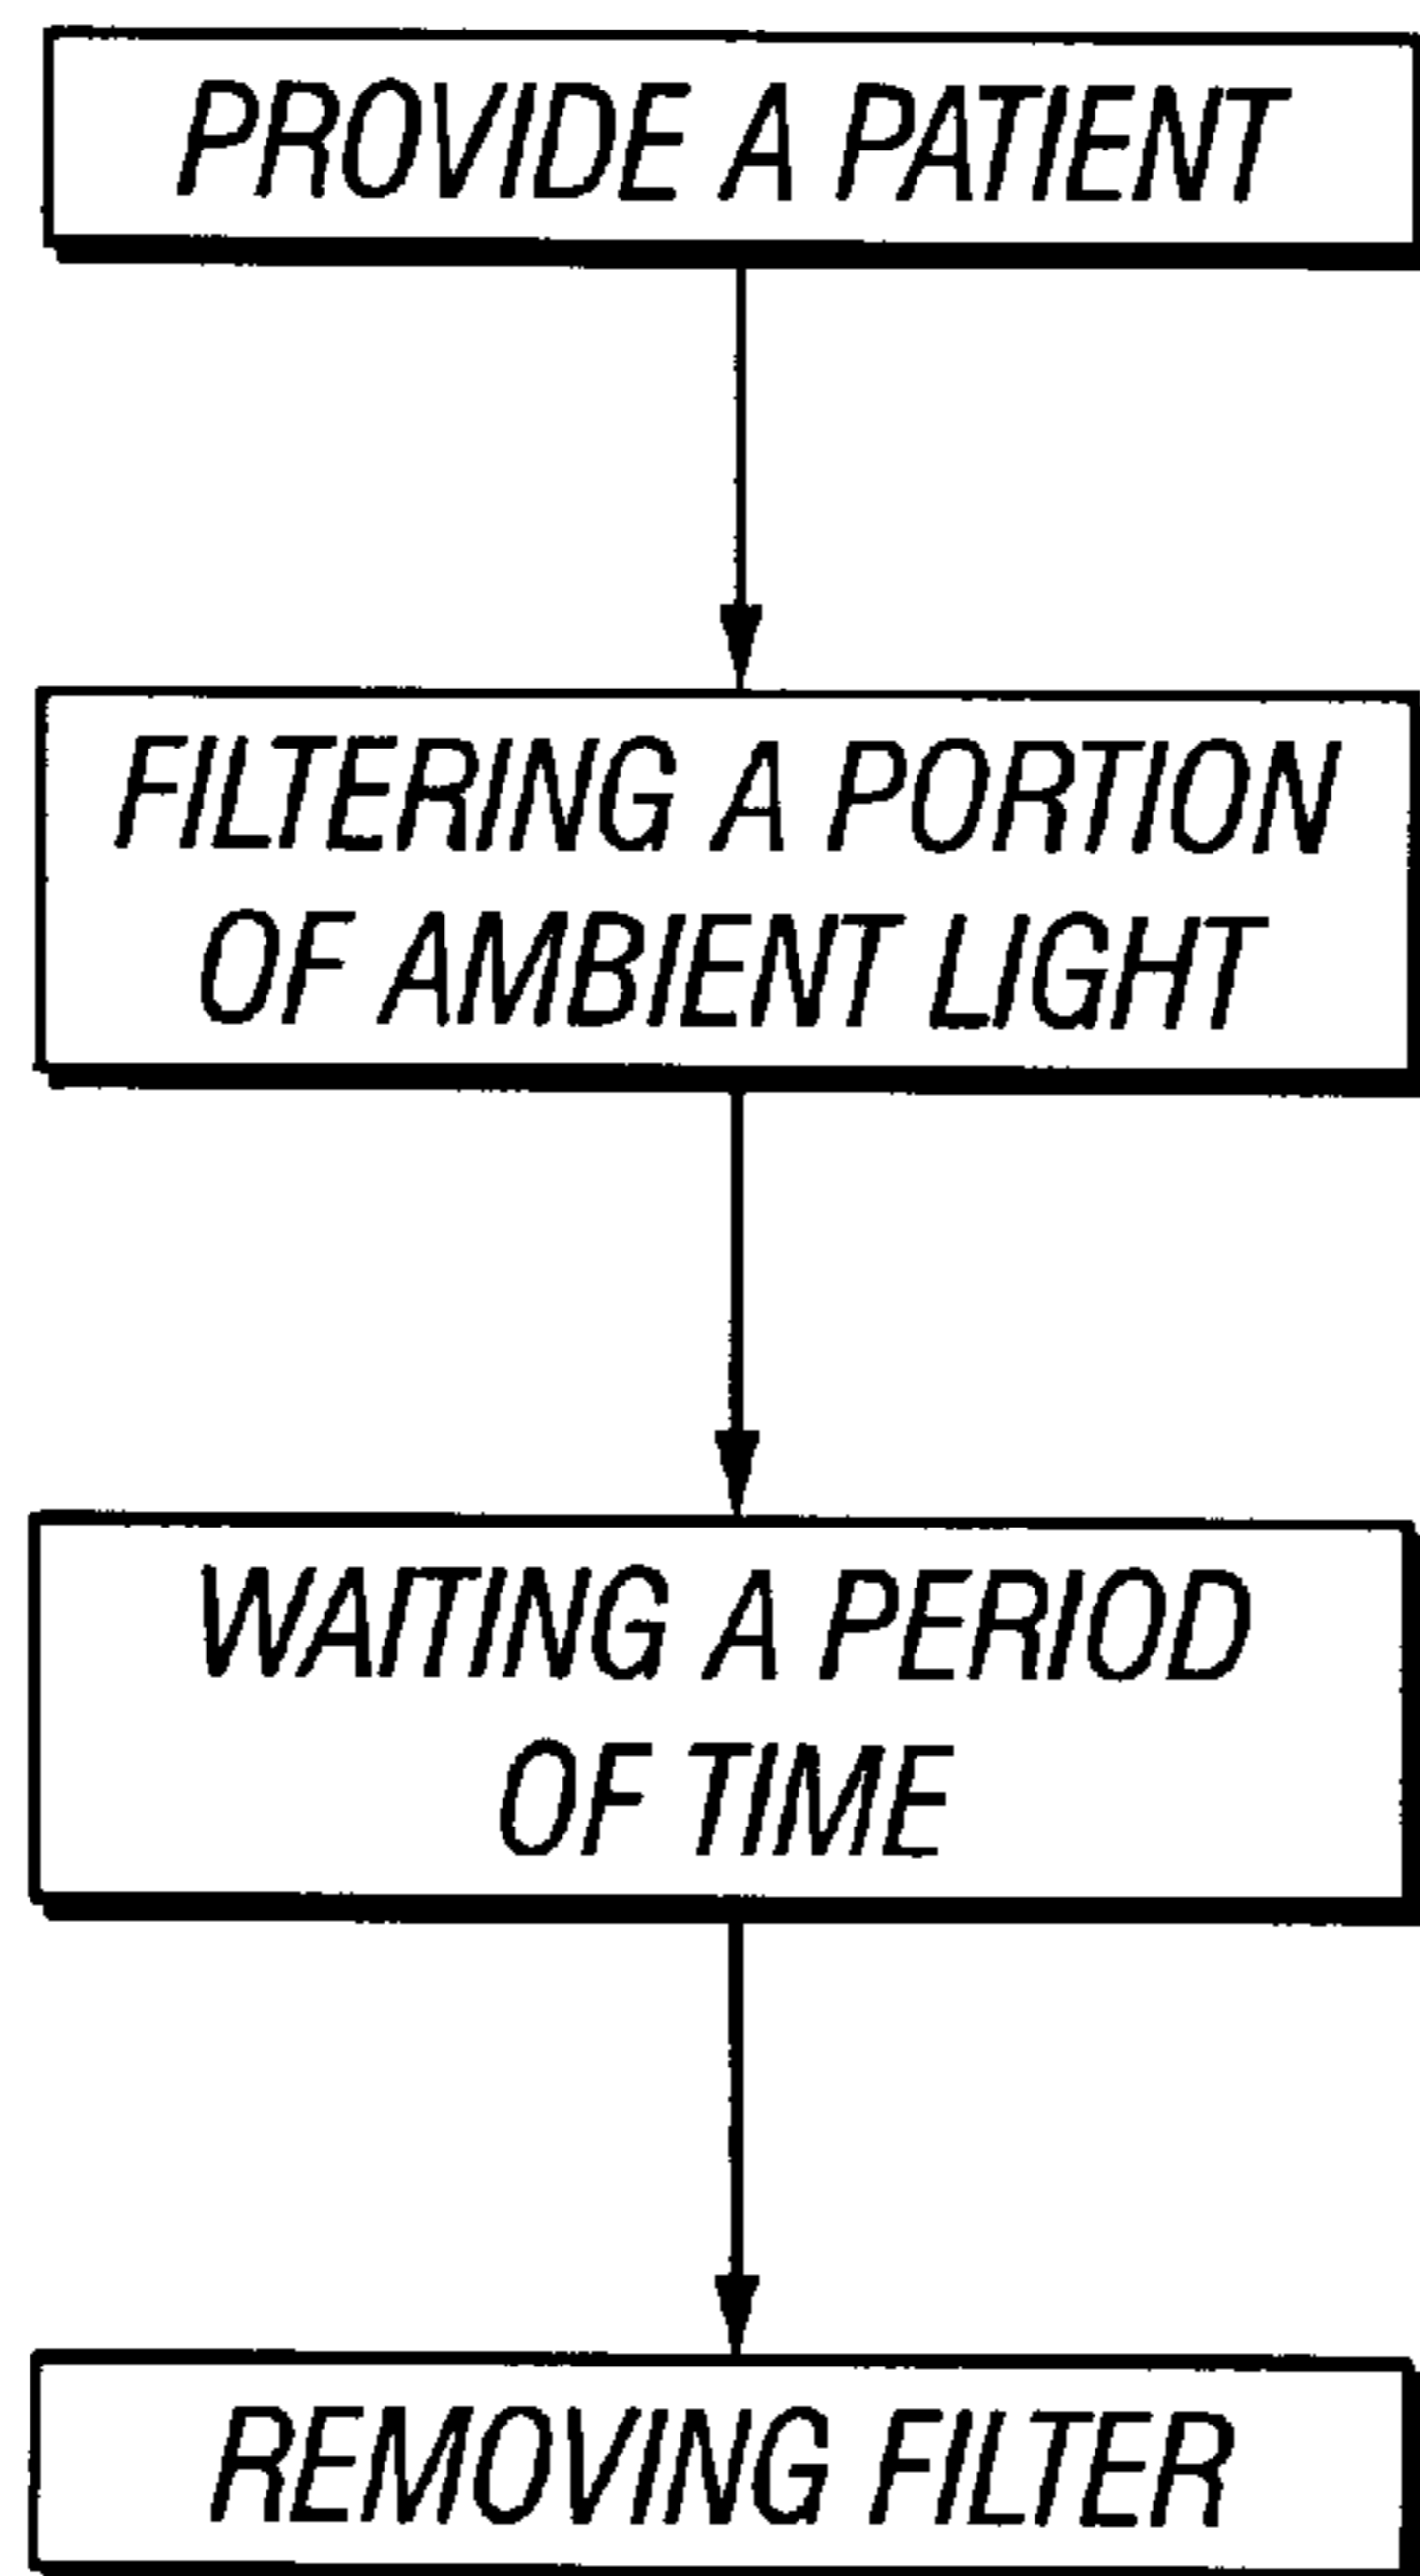 PROVIDE A PATIENT
FILTERING A PORTION
OF AMBIENT LIGHT
WAITING A PERIOD
OF TIME
REMOVING FILTER